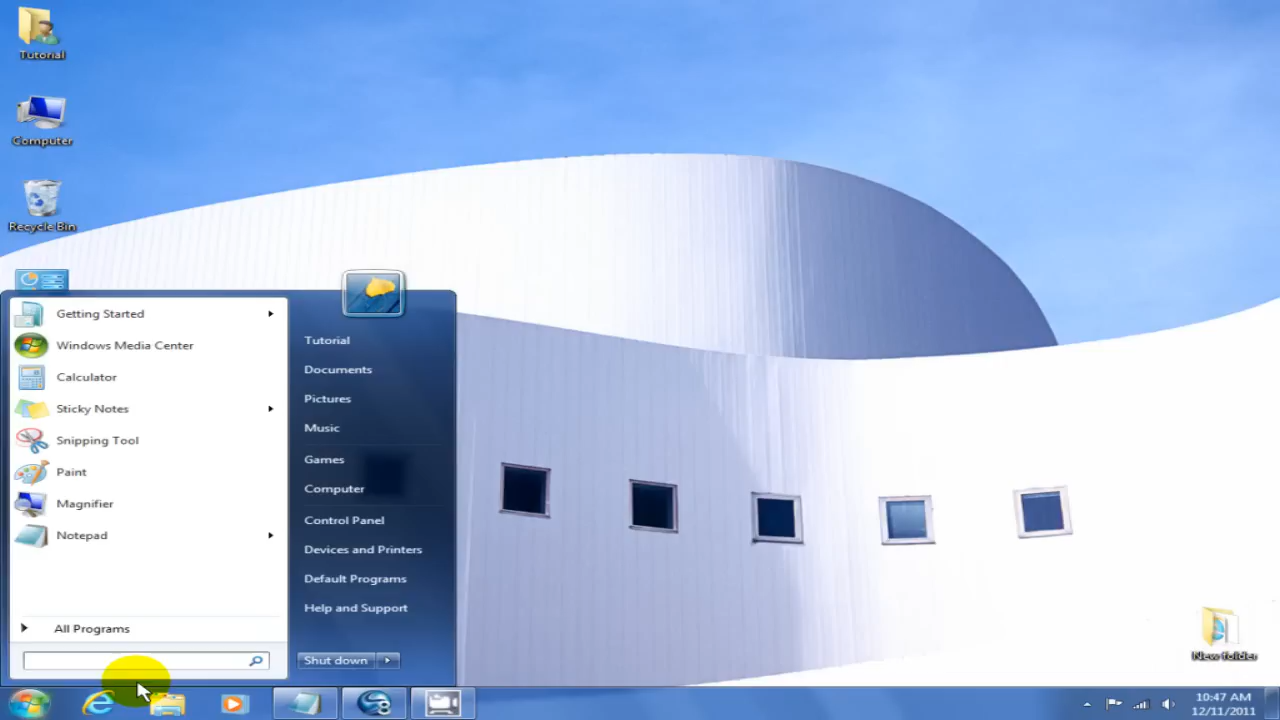 Tutorial
Computer
Recycle Bin
Getting Started
Windows Media Center
Calculator
Sticky Notes
Snipping Tool
Paint
Magnifier
Notepad
All Programs
Tutorial
Documents
Pictures
Music
Games
Computer
Control Panel
Devices and Printers
Default Programs
Help and Support
Shut down
New folder
10:47 AM
12/11/2011